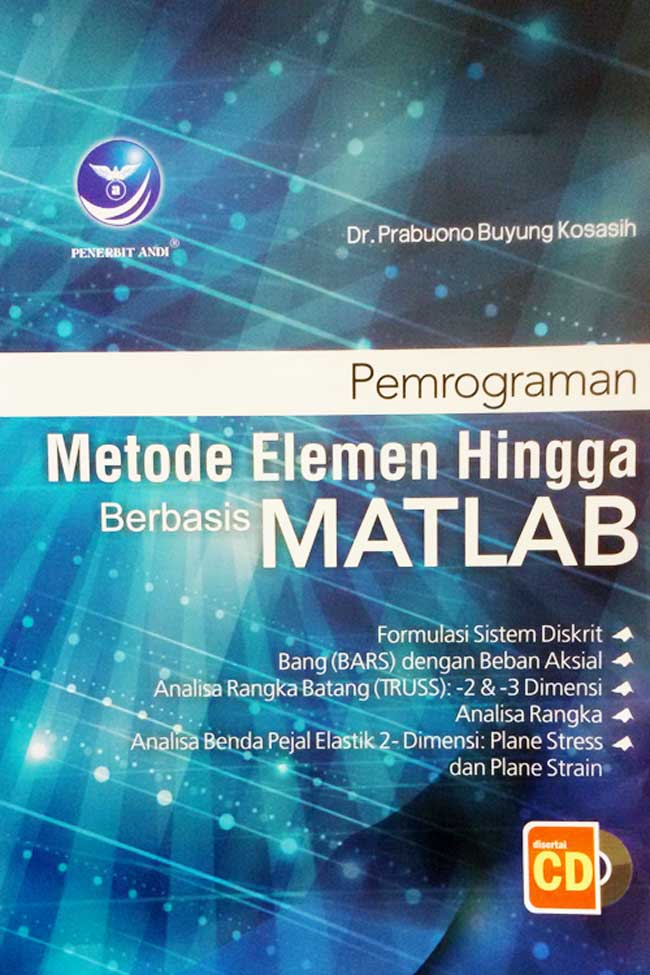 a
PENERBIT ANDI®
Dr. Prabuono Buyung Kosasih
Pemrograman
Metode Elemen Hingga
Berbasis MATLAB
Formulasi Sistem Diskrit
Bang (BARS) dengan Beban Aksial
Analisa Rangka Batang (TRUSS): -2 & -3 Dimensi
Analisa Rangka
Analisa Benda Pejal Elastik 2- Dimensi: Plane Stress
dan Plane Strain
disertai
CD